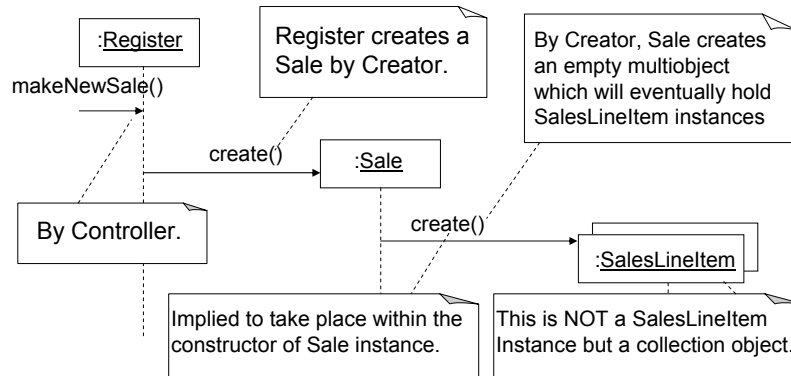 :Register
makeNewSale()
Register creates a
Sale by Creator.
By Creator, Sale creates
an empty multiobject
which will eventually hold
SalesLineItem instances
create()
:Sale
By Controller.
create()
:SalesLineItem
Implied to take place within the
constructor of Sale instance.
This is NOT a SalesLineItem
Instance but a collection object.